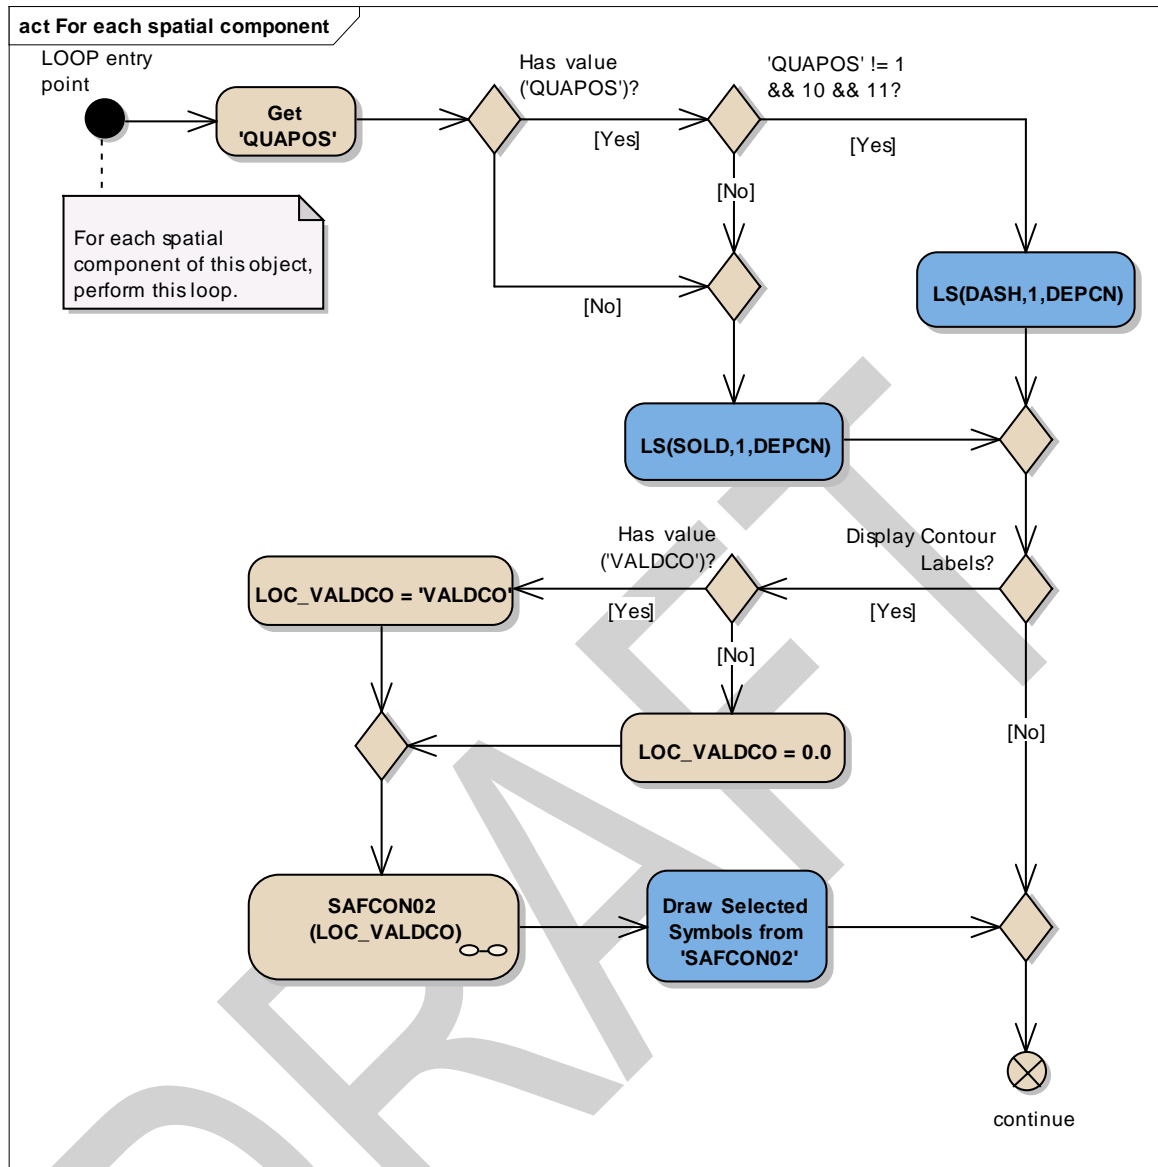 act For each spatial component
LOOP entry
point
Get
'QUAPOS'
Has value
('QUAPOS')?
[Yes]
'QUAPOS' != 1
&& 10 && 11?
[Yes]
[No]
[No]
For each spatial
component of this object,
perform this loop.
LS(DASH,1,DEPCN)
LS(SOLD,1,DEPCN)
Display Contour
Labels?
[Yes]
Has value
('VALDCO')?
[Yes]
LOC_VALDCO = 'VALDCO'
[No]
LOC_VALDCO = 0.0
[No]
SAFCON02
(LOC_VALDCO)
Draw Selected
Symbols from
'SAFCON02'
continue
DRAFT